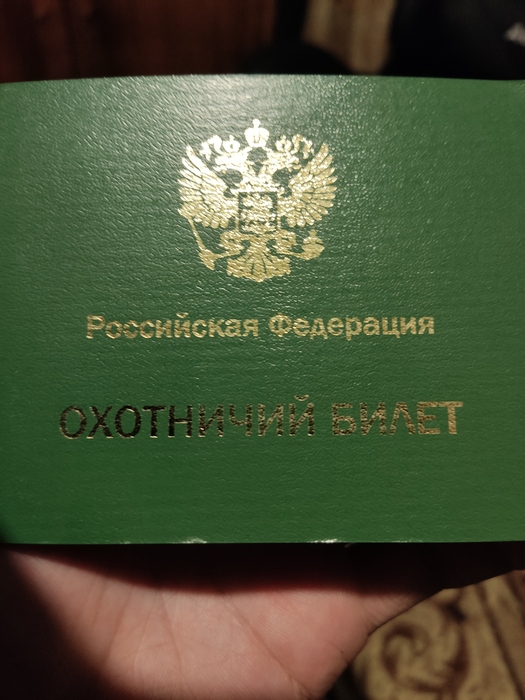 Российская Федерация
ОХОТНИЧИЙ БИЛЕТ